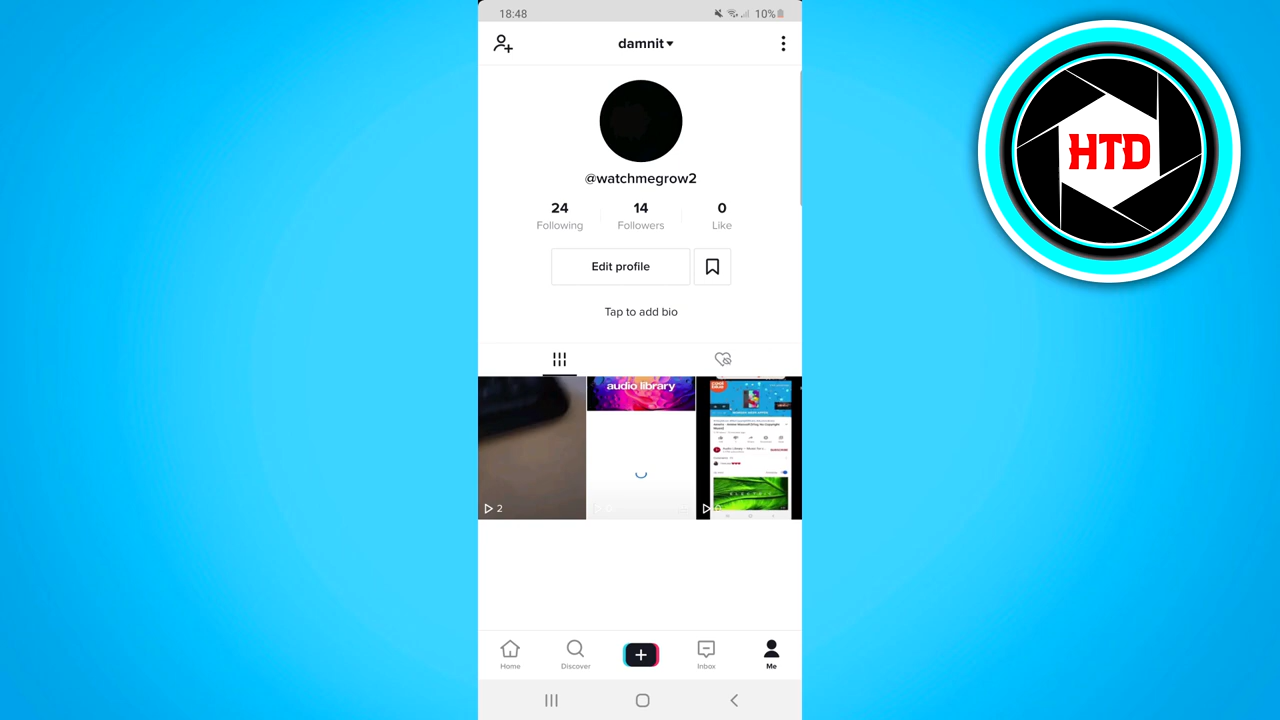 18:48
10%
damnit
HTD
@watchmegrow2
24
14
0
Following
Followers
Like
Edit profile
Tap to add bio
audio library
2
Home
Discover
Inbox
Me